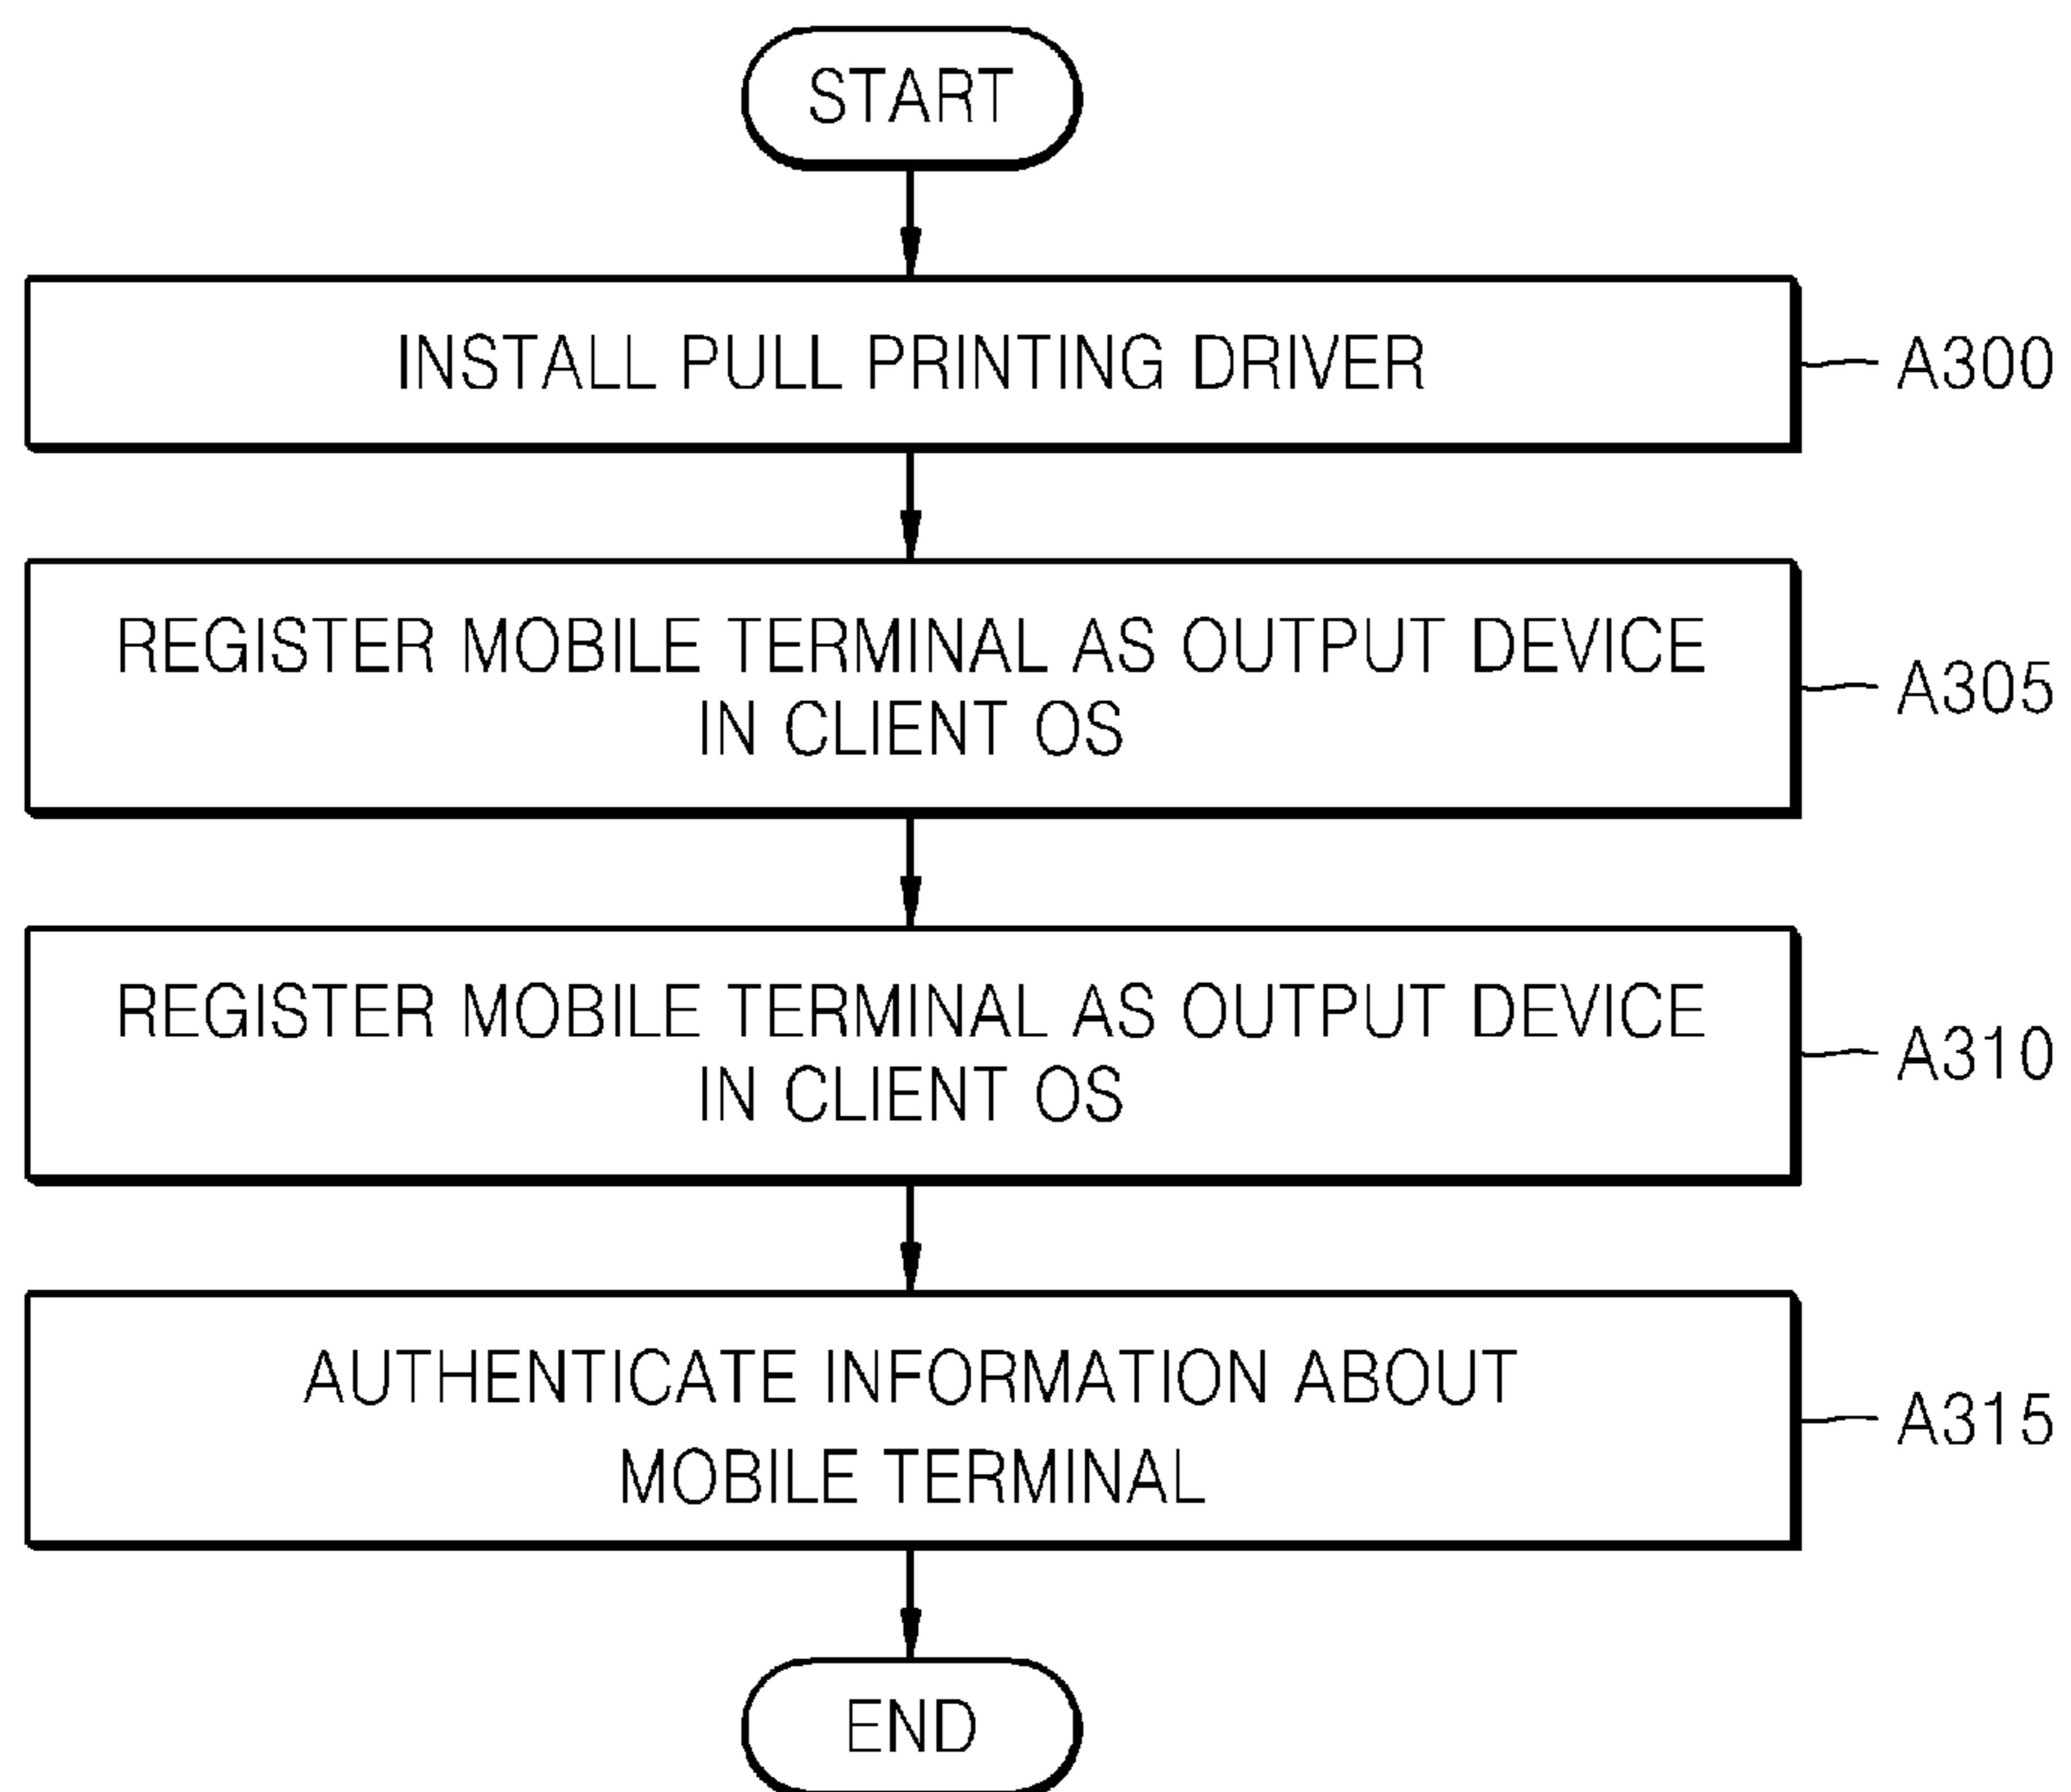 START
INSTALL PULL PRINTING DRIVER
A300
REGISTER MOBILE TERMINAL AS OUTPUT DEVICE
IN CLIENT OS
A305
REGISTER MOBILE TERMINAL AS OUTPUT DEVICE
IN CLIENT OS
A310
AUTHENTICATE INFORMATION ABOUT
MOBILE TERMINAL
A315
END